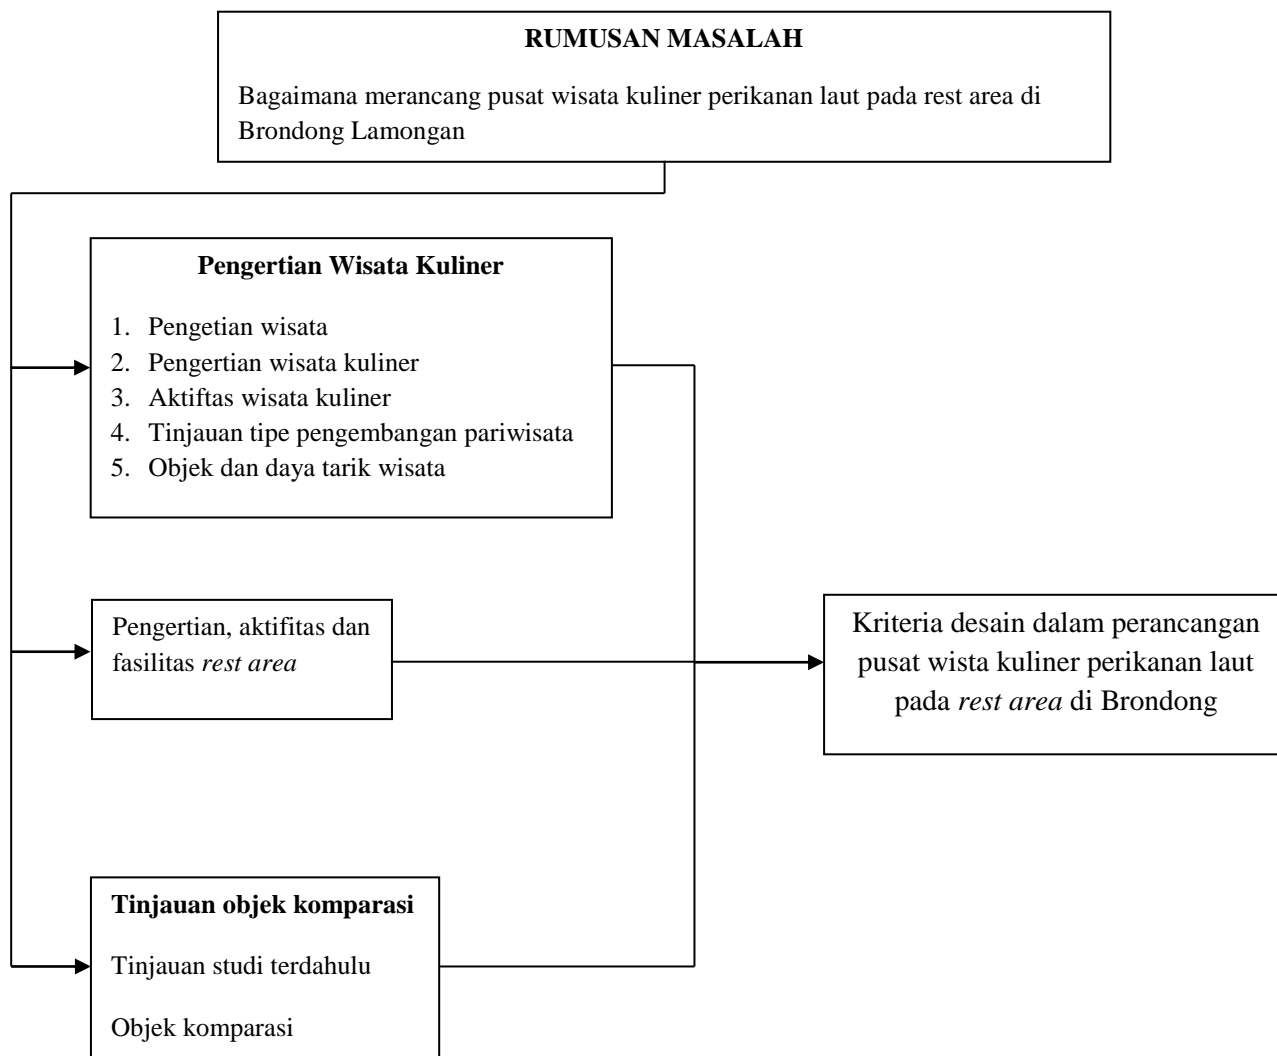 RUMUSAN MASALAH
Bagaimana merancang pusat wisata kuliner perikanan laut pada rest area di
Brondong Lamongan
Pengertian Wisata Kuliner
1. Pengetian wisata
2. Pengertian wisata kuliner
3. Aktiftas wisata kuliner
4. Tinjauan tipe pengembangan pariwisata
5. Objek dan daya tarik wisata
Pengertian, aktifitas dan
fasilitas rest area
Kriteria desain dalam perancangan
pusat wista kuliner perikanan laut
pada rest area di Brondong
Tinjauan objek komparasi
Tinjauan studi terdahulu
Objek komparasi